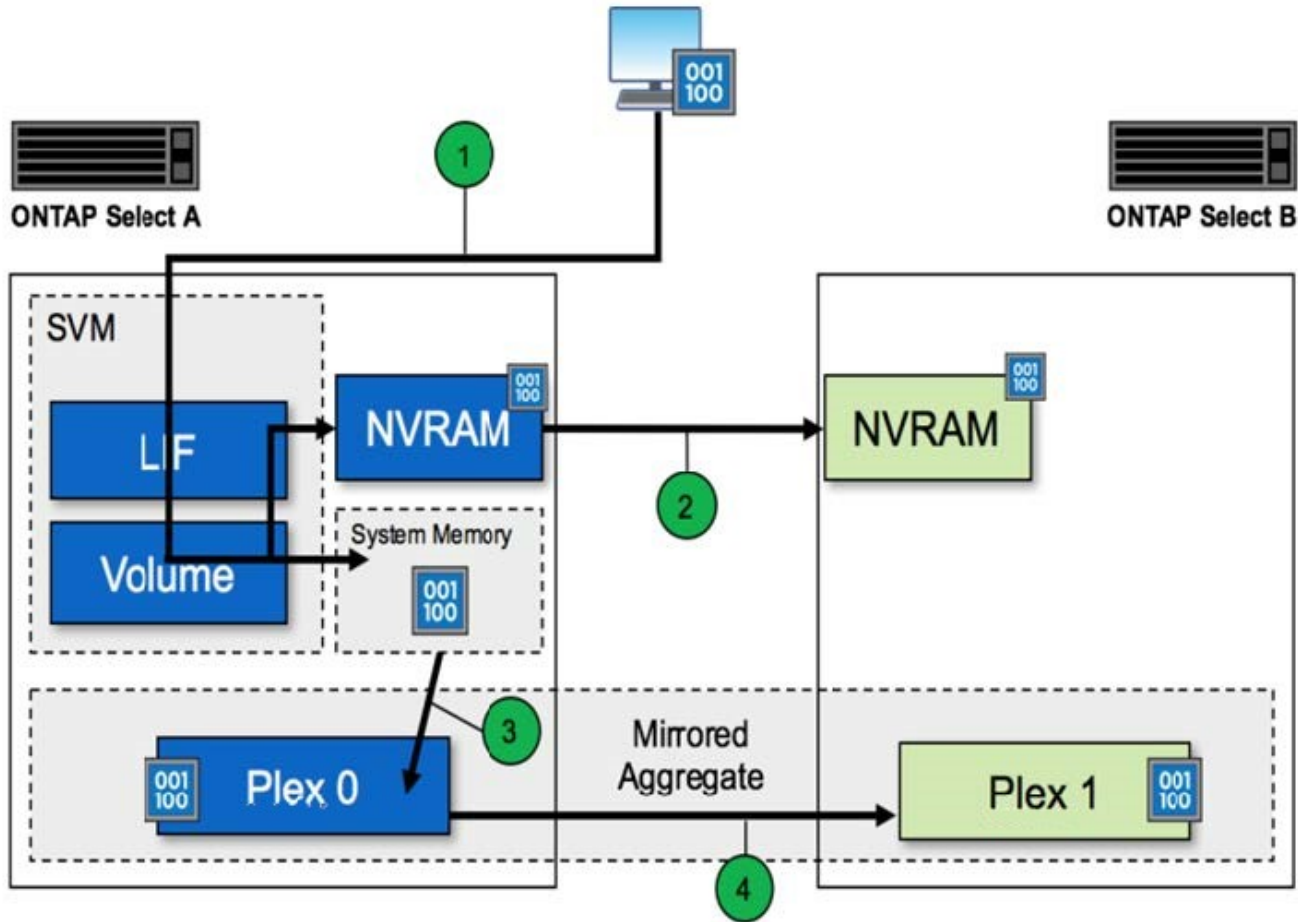 001
100
1
ONTAP Select A
ONTAP Select B
SVM
LIF
Volume
NVRAM
001
100
2
NVRAM
001
100
System Memory
001
100
3
Mirrored
Aggregate
001
100
Plex 0
Plex 1
001
100
4